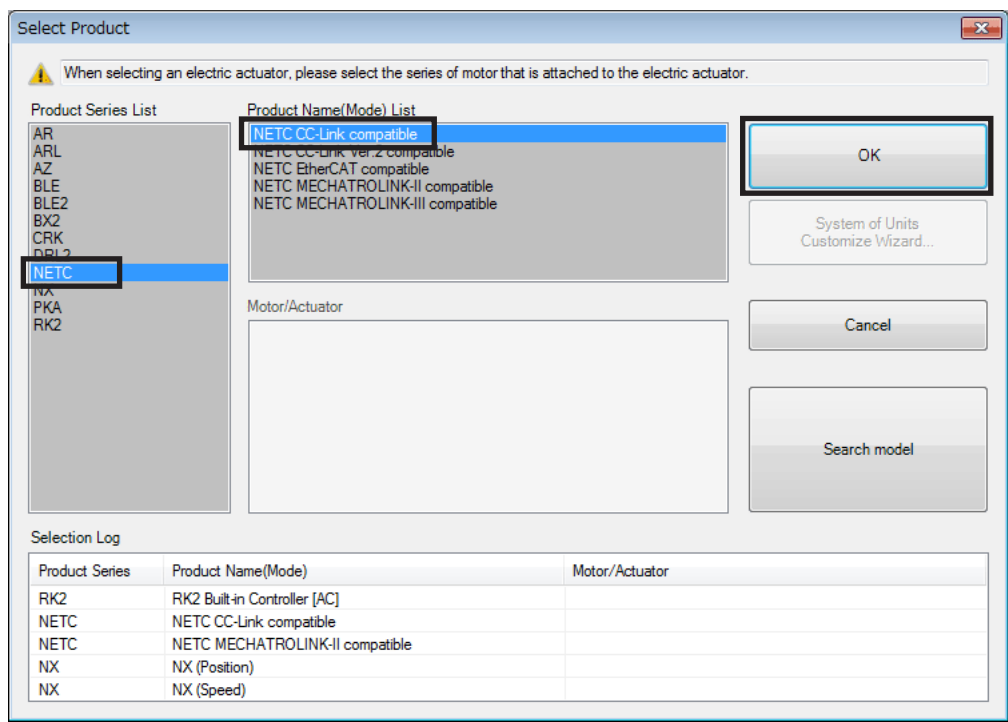 Select Product
When selecting an electric actuator, please select the series of motor that is attached to the electric actuator.
Product Series List
AR
ARL
AZ
BLE
BLE2
BX2
CRK
DRL2
NETC
NX
PKA
RK2
Product Name(Mode) List
NETC CC-Link compatible
NETC CC-Link Ver.2 compatible
NETC EtherCAT compatible
NETC MECHATROLINK-II compatible
NETC MECHATROLINK-III compatible
Motor/Actuator
OK
System of Units
Customize Wizard...
Cancel
Search model
Selection Log
Product Series Product Name(Mode) Motor/Actuator
RK2 RK2 Built-in Controller [AC]
NETC NETC CC-Link compatible
NETC NETC MECHATROLINK-II compatible
NX NX (Position)
NX NX (Speed)